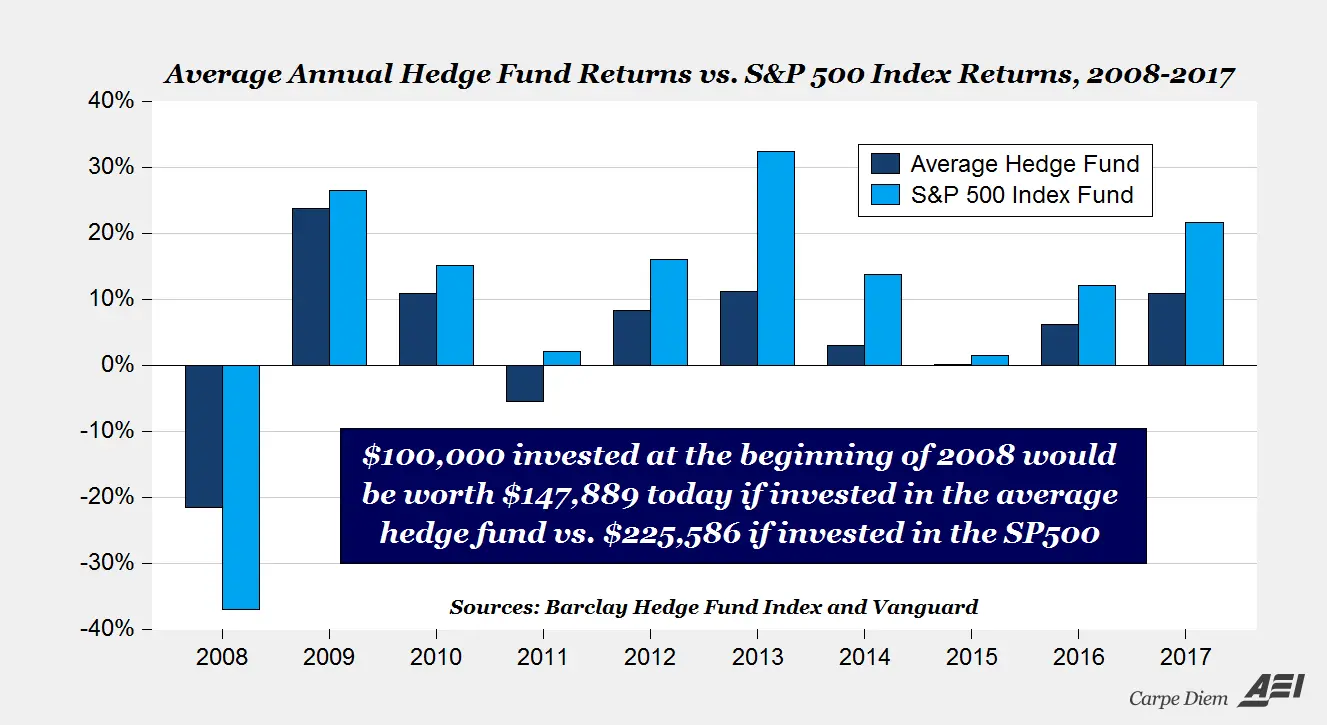 Average Annual Hedge Fund Returns vs. S&P 500 Index Returns, 2008-2017
40%
30%
20%
10%
0%
-10%
-20%
-30%
-40%
Average Hedge Fund
S&P 500 Index Fund
$100,000 invested at the beginning of 2008 would
be worth $147,889 today if invested in the average
hedge fund vs. $225,586 if invested in the SP500
Sources: Barclay Hedge Fund Index and Vanguard
2008 2009 2010 2011 2012 2013 2014 2015 2016 2017
Carpe Diem AEI